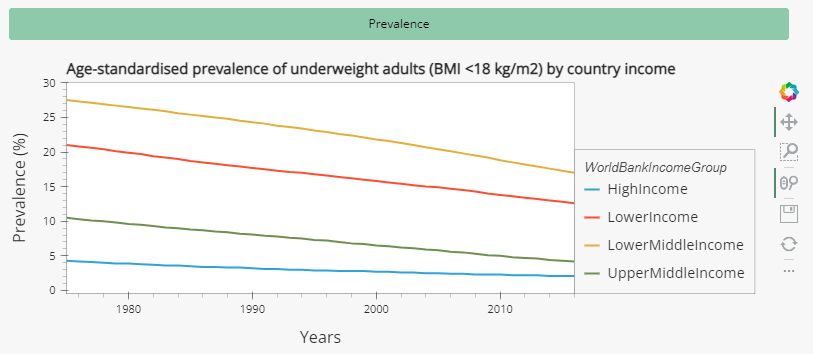 Prevalence
Age-standardised prevalence of underweight adults (BMI <18 kg/m2) by country income
30
25
20
15
10
5
0
Prevalence (%)
1980
1990
2000
2010
Years
WorldBankIncomeGroup
HighIncome
LowerIncome
LowerMiddleIncome
UpperMiddleIncome